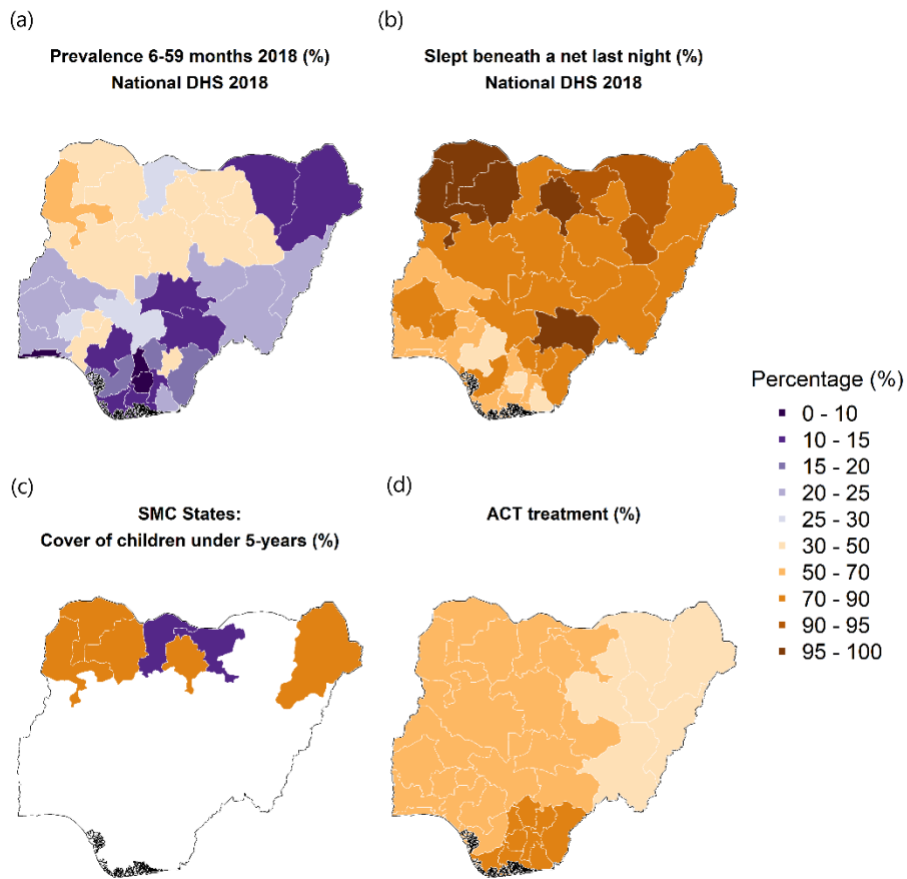 (a)
Prevalence 6-59 months 2018 (%)
National DHS 2018
(b)
Slept beneath a net last night (%)
National DHS 2018
Percentage (%)
0 - 10
10 - 15
15 - 20
20 - 25
25 - 30
30 - 50
50 - 70
70 - 90
90 - 95
95 - 100
(c)
SMC States:
Cover of children under 5-years (%)
(d)
ACT treatment (%)